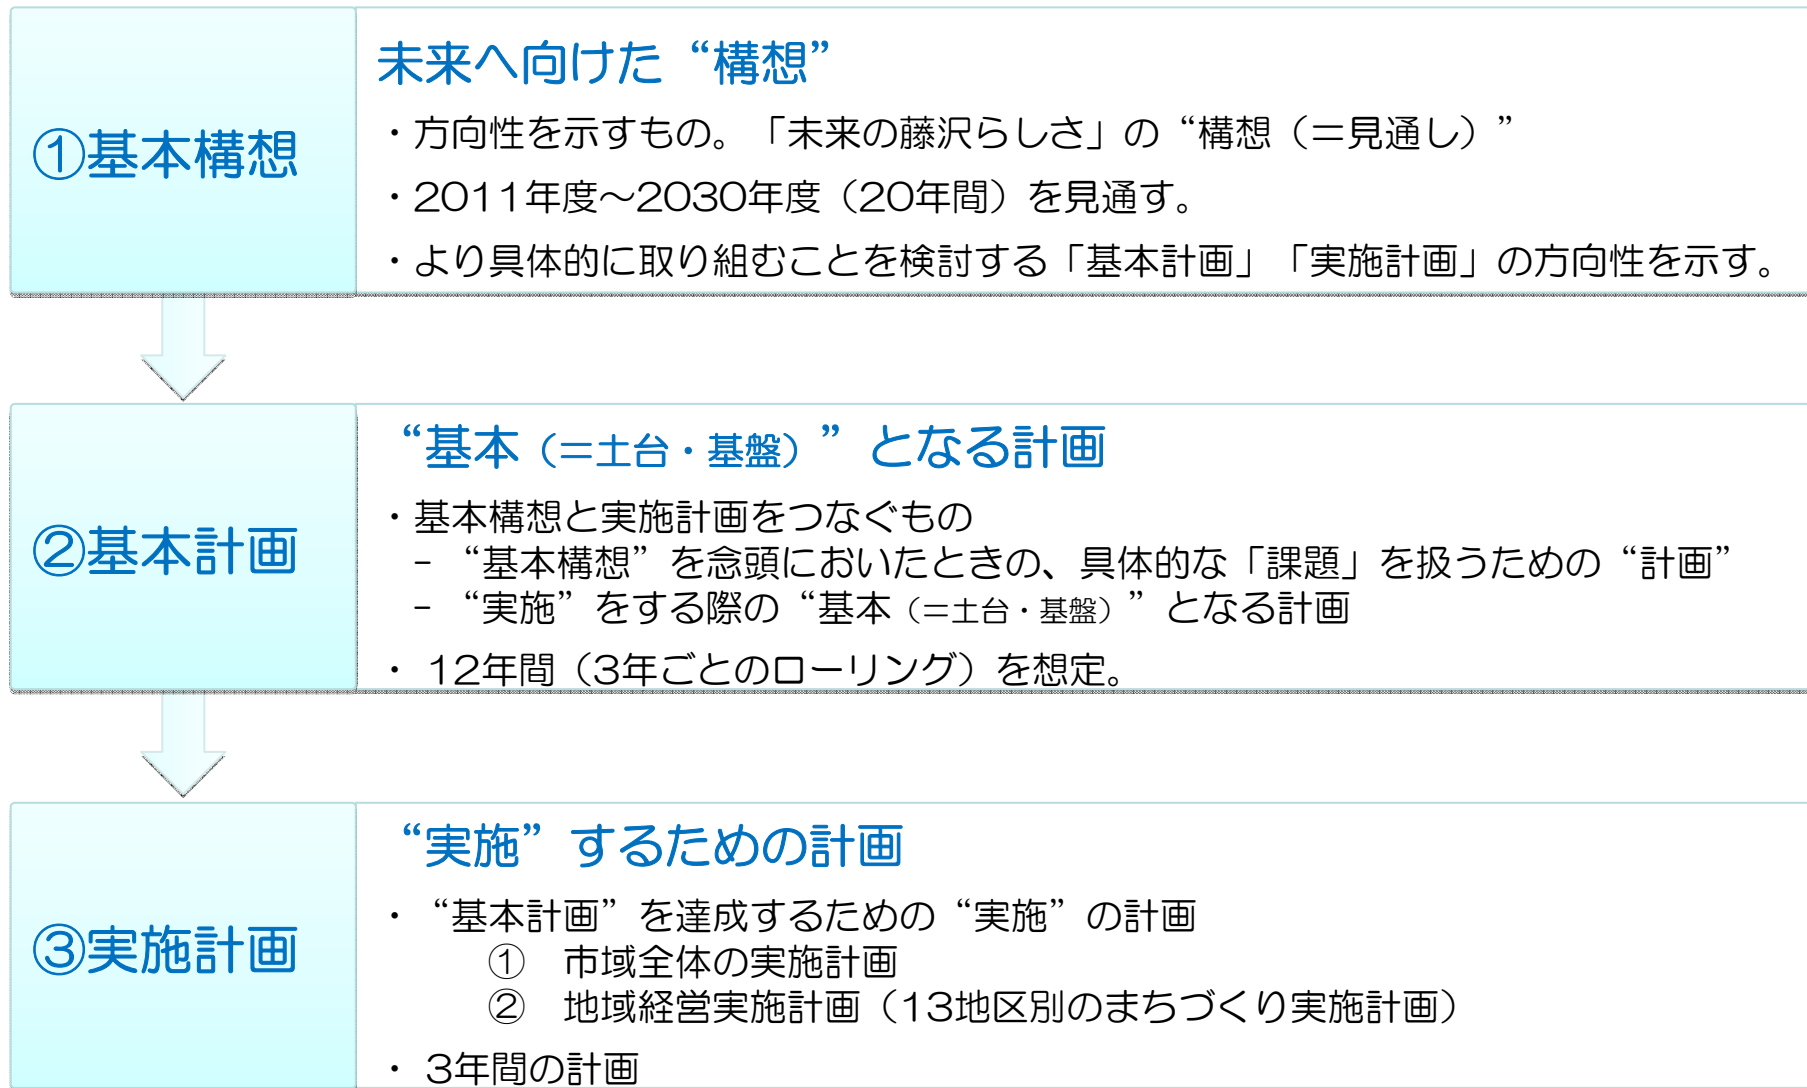 ①基本構想
未来へ向けた“構想”
・方向性を示すもの。「未来の藤沢らしさ」の“構想（＝見通し）”
・2011年度～2030年度（20年間）を見通す。
・より具体的に取り組むことを検討する「基本計画」「実施計画」の方向性を示す。
②基本計画
“基本（＝土台・基盤）”となる計画
・基本構想と実施計画をつなぐもの
－“基本構想”を念頭においたときの、具体的な「課題」を扱うための“計画”
－“実施”をする際の“基本（＝土台・基盤）”となる計画
・ 12年間（3年ごとのローリング）を想定。
③実施計画
“実施”するための計画
・“基本計画”を達成するための“実施”の計画
①　市域全体の実施計画
②　地域経営実施計画（13地区別のまちづくり実施計画）
・ 3年間の計画